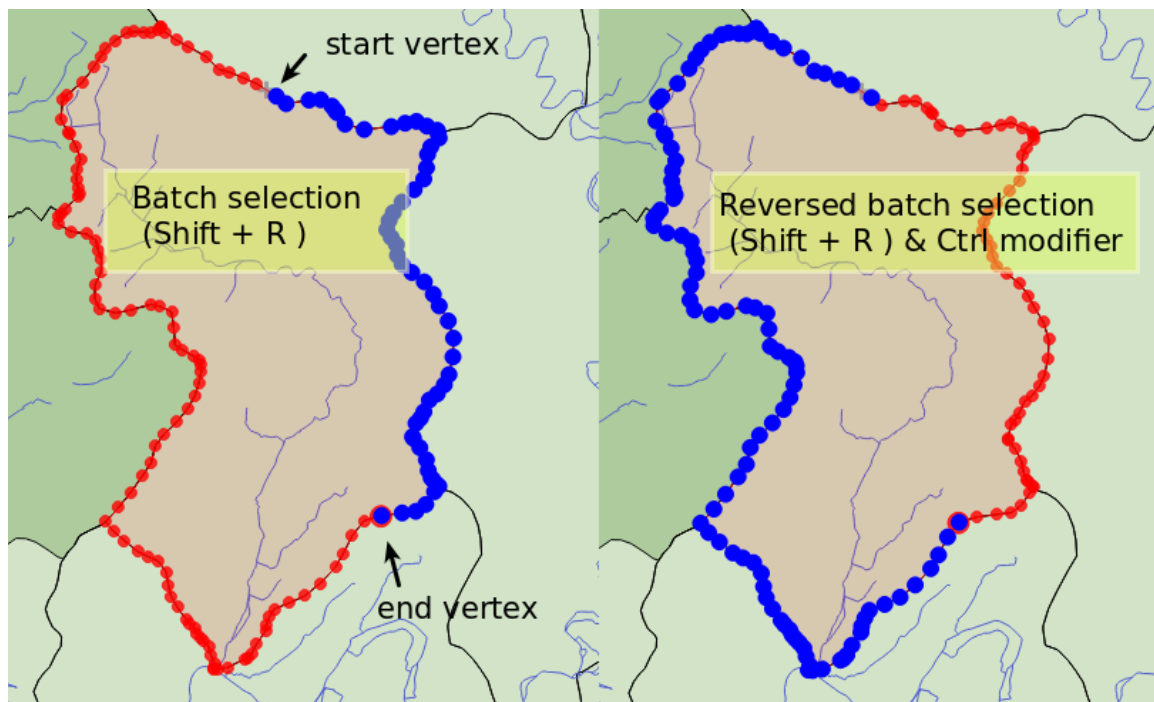 start vertex
Batch selection
(Shift + R )
end vertex
Reversed batch selection
(Shift + R ) & Ctrl modifier